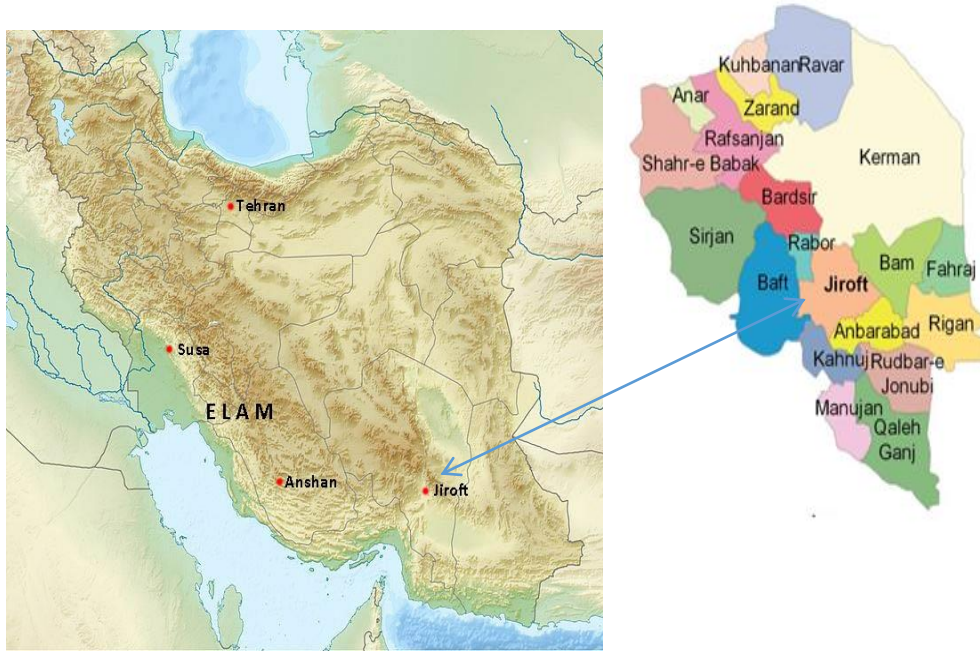 Tehran
Susa
ELAM
Anshan
Jiroft
Kuhbanan
Ravar
Anar
Zarand
Rafsanjan
Kerman
Shahr-e Babak
Bardsir
Sirjan
Rabor
Bam
Fahraj
Baft
Jiroft
Anbarabad
Rigan
Kahnuj
Rudbar-e
Jonubi
Manujan
Qaleh
Ganj